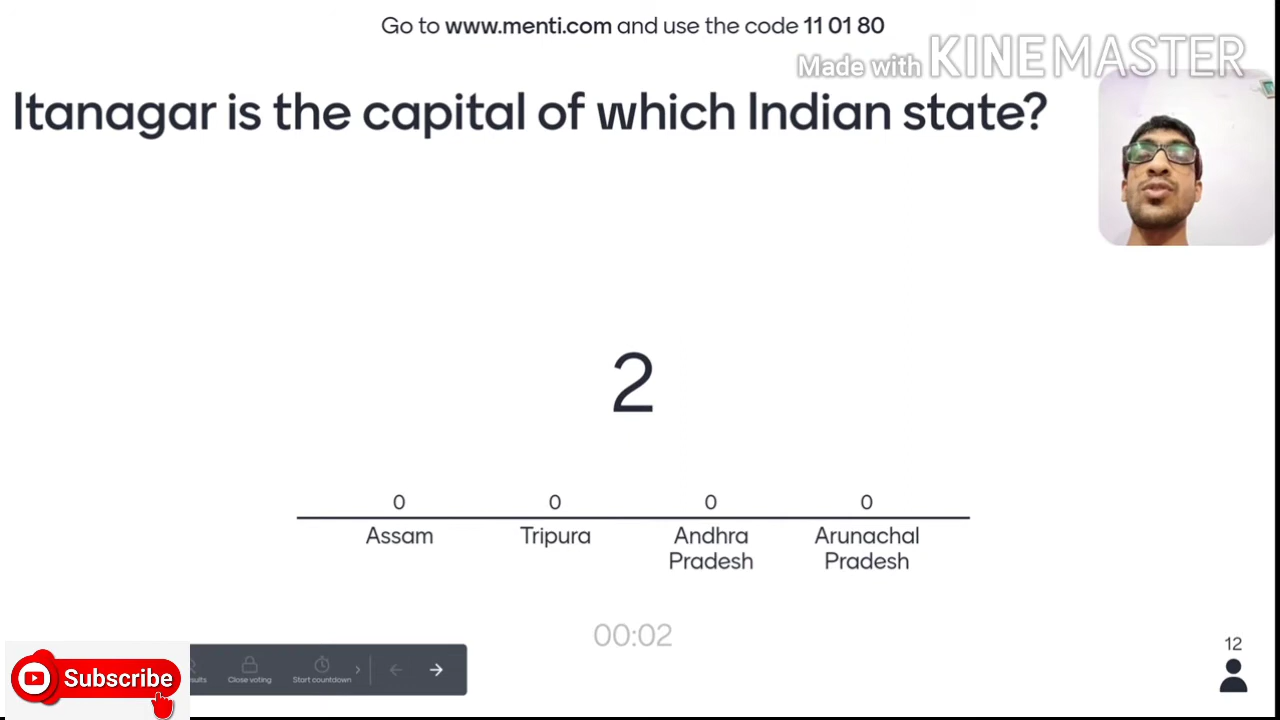 Go to www.menti.com and use the code 11 01 80
Made with KINEMASTER
Itanagar is the capital of which Indian state?
2
0 0 0 0
Assam Tripura Andhra Pradesh Arunachal Pradesh
00:02
12
Subscribe
Close voting Start countdown